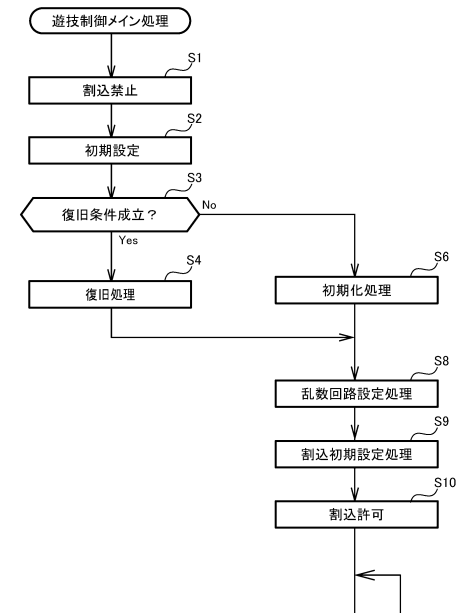 遊技制御メイン処理
S1
割込禁止
S2
初期設定
S3
復旧条件成立？
No
Yes
S4
復旧処理
S6
初期化処理
S8
乱数回路設定処理
S9
割込初期設定処理
S10
割込許可